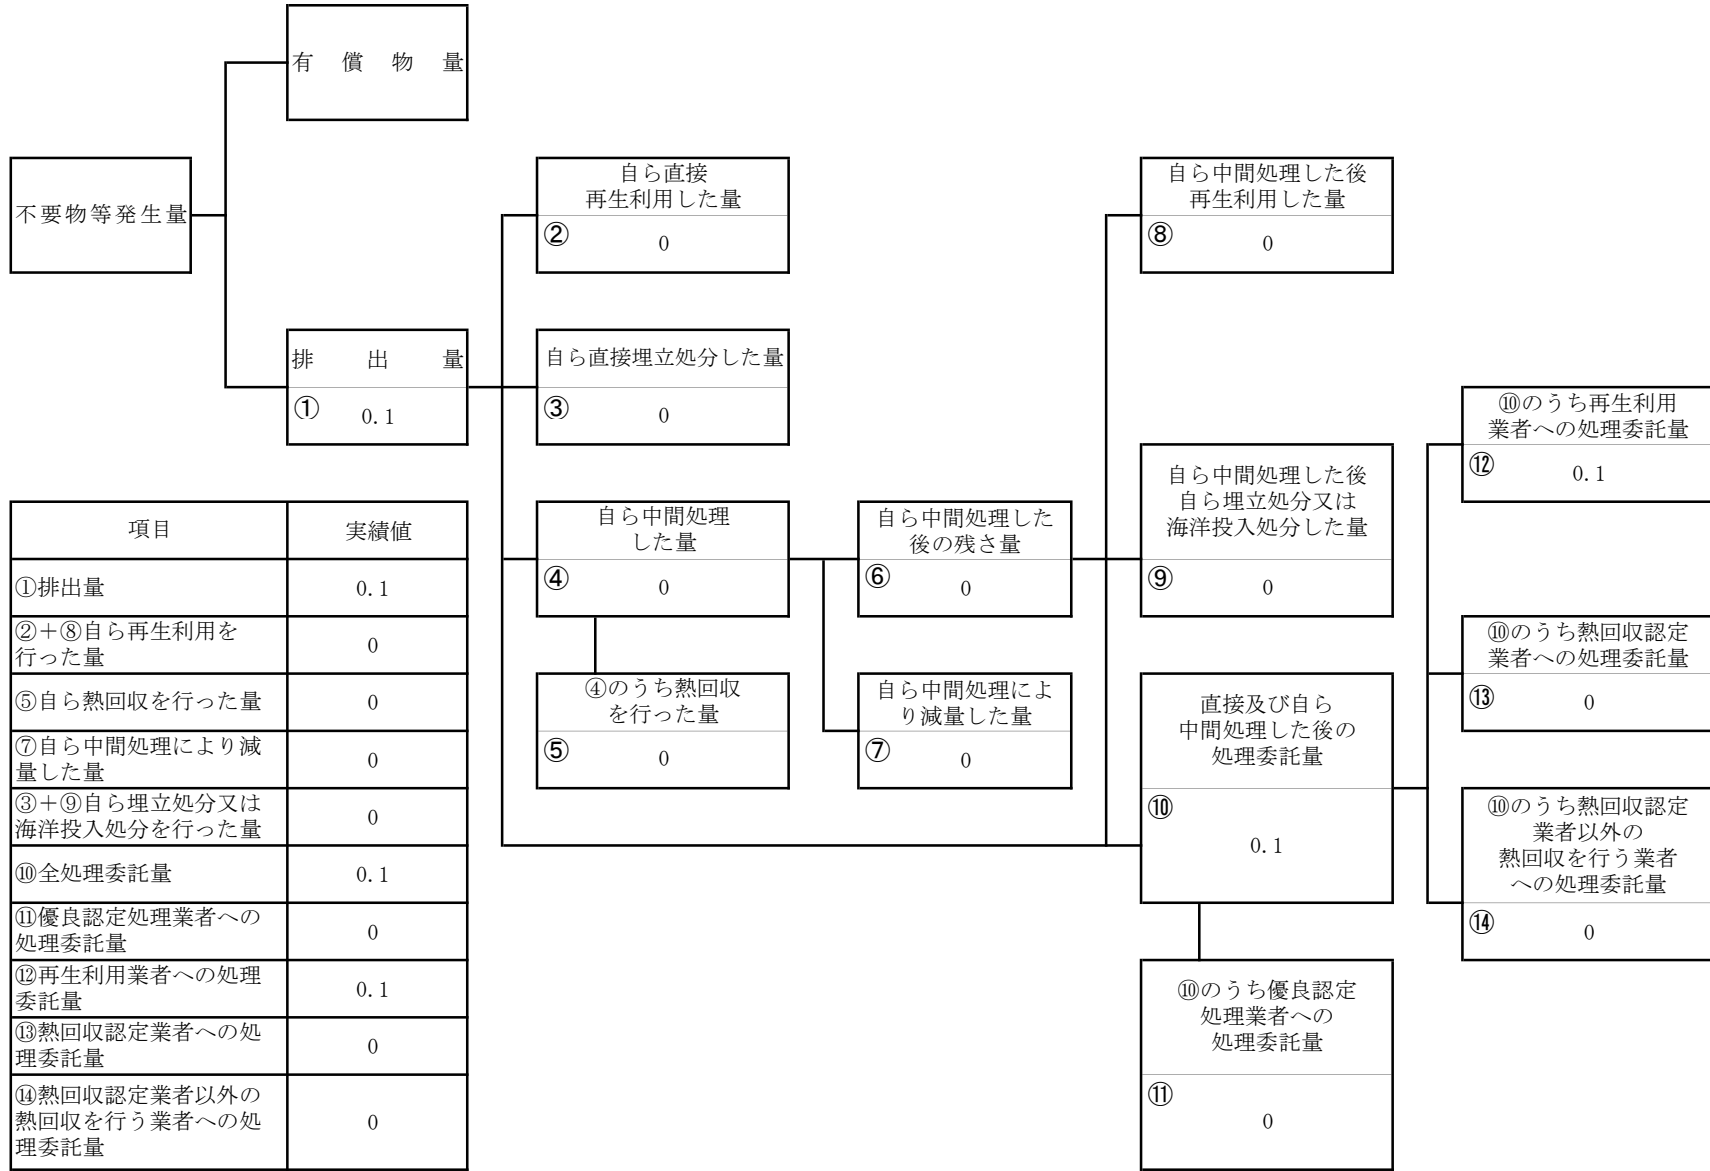 有償物量
不要物等発生量
排出量
① 0.1
自ら直接
再生利用した量
② 0
自ら直接埋立処分した量
③ 0
自ら中間処理
した量
④ 0
④のうち熱回収
を行った量
⑤ 0
自ら中間処理した
後の残さ量
⑥ 0
自ら中間処理によ
り減量した量
⑦ 0
自ら中間処理した後
再生利用した量
⑧ 0
自ら中間処理した後
自ら埋立処分又は
海洋投入処分した量
⑨ 0
直接及び自ら
中間処理した後の
処理委託量
⑩
0.1
⑩のうち優良認定
処理業者への
処理委託量
⑪
0
⑩のうち再生利用
業者への処理委託量
⑫ 0.1
⑩のうち熱回収認定
業者への処理委託量
⑬ 0
⑩のうち熱回収認定
業者以外の
熱回収を行う業者
への処理委託量
⑭ 0
項目 実績値
①排出量 0.1
②+⑧自ら再生利用を
行った量 0
⑤自ら熱回収を行った量 0
⑦自ら中間処理により減
量した量 0
③+⑨自ら埋立処分又は
海洋投入処分を行った量 0
⑩全処理委託量 0.1
⑪優良認定処理業者への
処理委託量 0
⑫再生利用業者への処理
委託量 0.1
⑬熱回収認定業者への処
理委託量 0
⑭熱回収認定業者以外の
熱回収を行う業者への処
理委託量 0